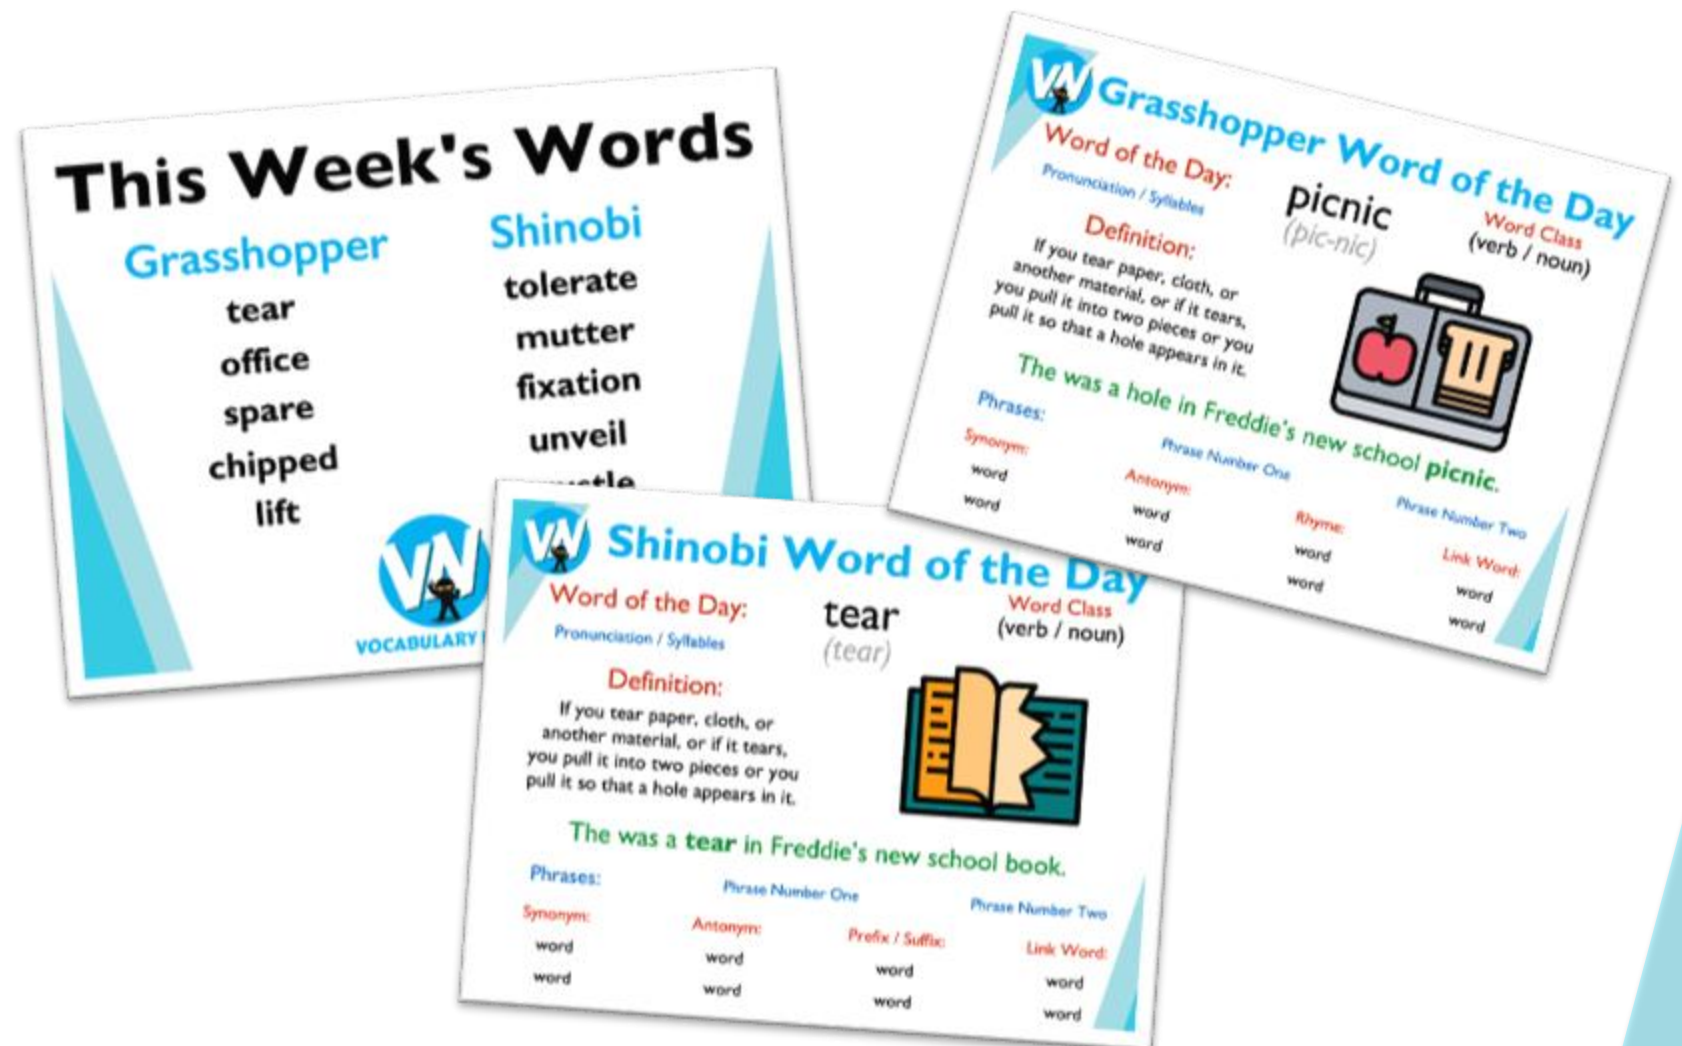 This Week's Words
Grasshopper
tear
office
spare
chipped
lift
Shinobi
tolerate
mutter
fixation
unveil
VN
VOCABULARY
VN
Grasshopper Word of the Day
Word of the Day:
picnic
Word Class
Pronunciation / Syllables
(pic-nic)
(verb / noun)
Definition:
If you tear paper, cloth, or
another material, or if it tears,
you pull it into two pieces or you
pull it so that a hole appears in it.
The was a hole in Freddie's new school picnic.
Phrases:
Phrase Number One
Phrase Number Two
Synonym:
Antonym:
Rhyme:
Link Word:
word
word
word
word
word
word
word
word
VN
Shinobi Word of the Day
Word of the Day:
tear
Word Class
Pronunciation / Syllables
(tear)
(verb / noun)
Definition:
If you tear paper, cloth, or
another material, or if it tears,
you pull it into two pieces or you
pull it so that a hole appears in it.
The was a tear in Freddie's new school book.
Phrases:
Phrase Number One
Phrase Number Two
Synonym:
Antonym:
Prefix / Suffix:
Link Word:
word
word
word
word
word
word
word
word